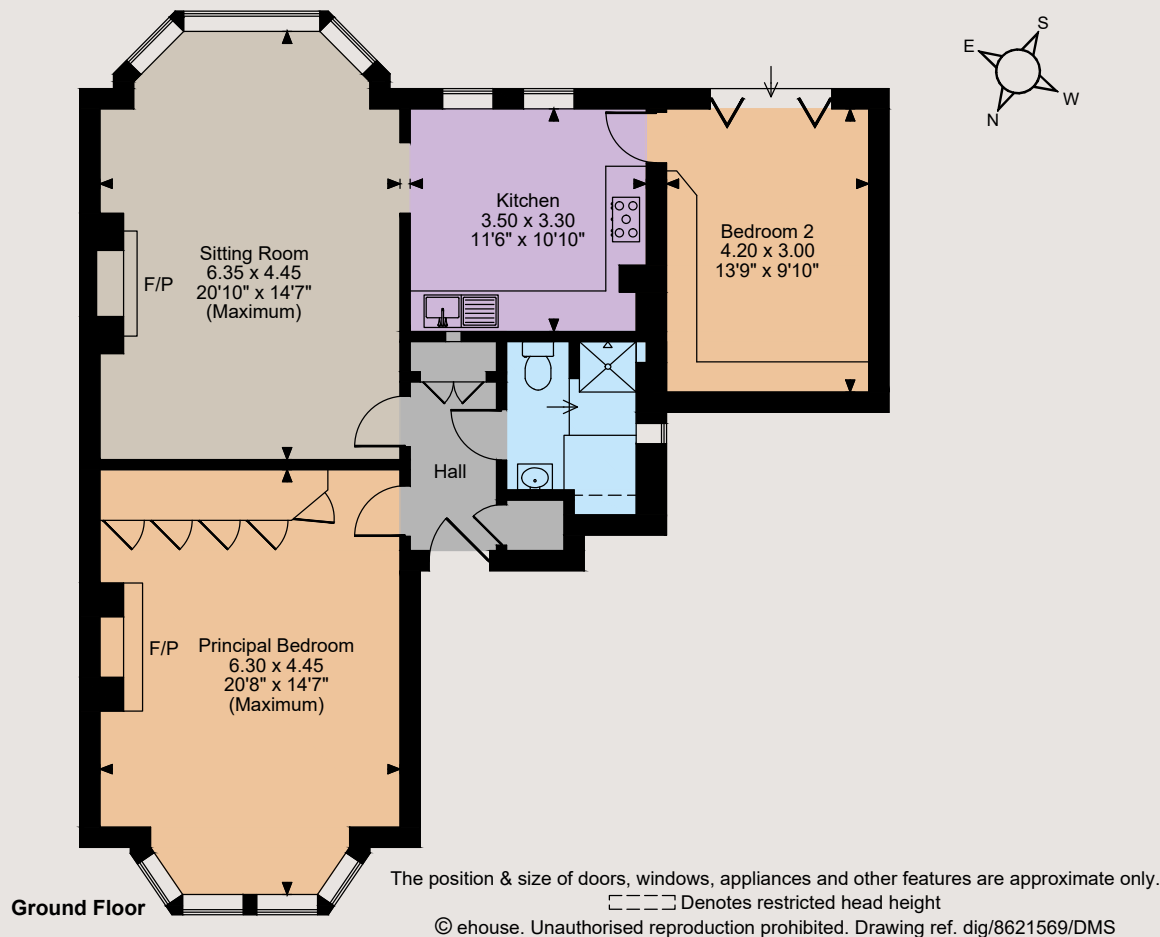 S
E
W
N
Kitchen
3.50 x 3.30
11'6" x 10'10"
Bedroom 2
4.20 x 3.00
13'9" x 9'10"
Sitting Room
6.35 x 4.45
20'10" x 14'7"
(Maximum)
F/P
Hall
Principal Bedroom
6.30 x 4.45
20'8" x 14'7"
(Maximum)
F/P
The position & size of doors, windows, appliances and other features are approximate only.
Denotes restricted head height
© ehouse. Unauthorised reproduction prohibited. Drawing ref. dig/8621569/DMS
Ground Floor